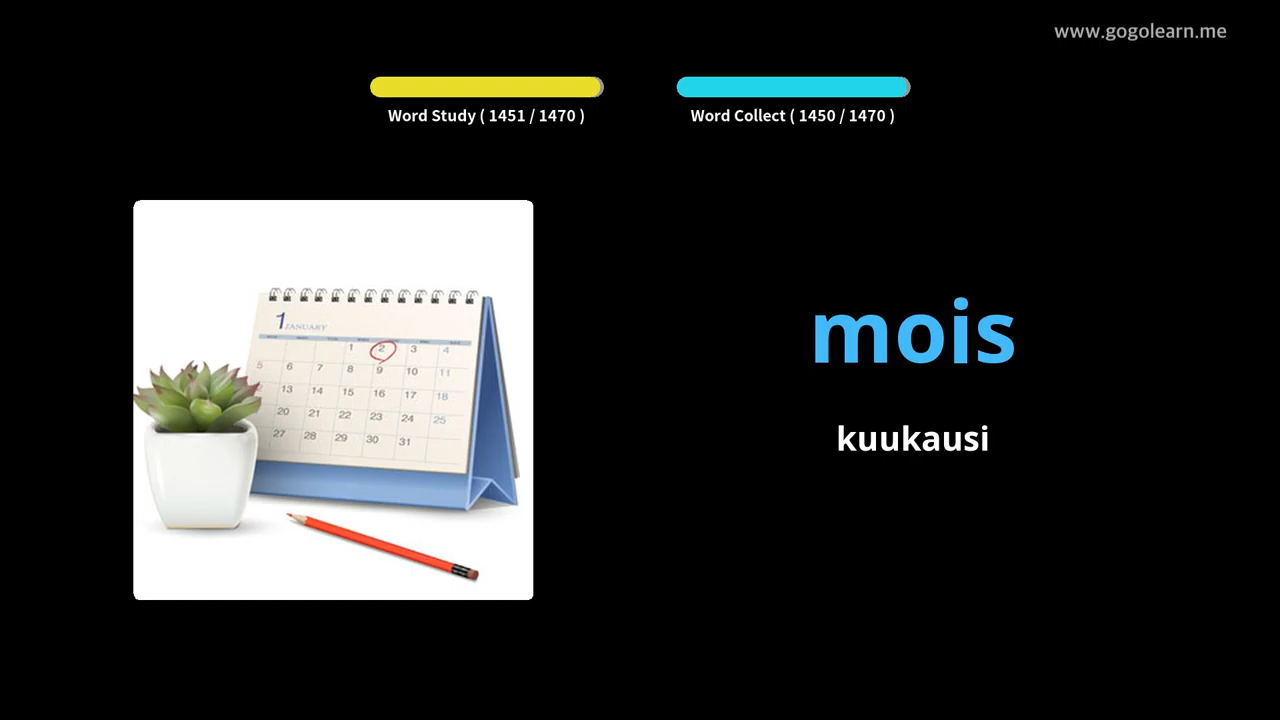 www.gogolearn.me
Word Study ( 1451 / 1470 )
Word Collect ( 1450 / 1470 )
mois
kuukausi
1 JANUARY
1 2 3 4
5 6 7 8 9 10 11
13 14 15 16 17 18
20 21 22 23 24 25
27 28 29 30 31